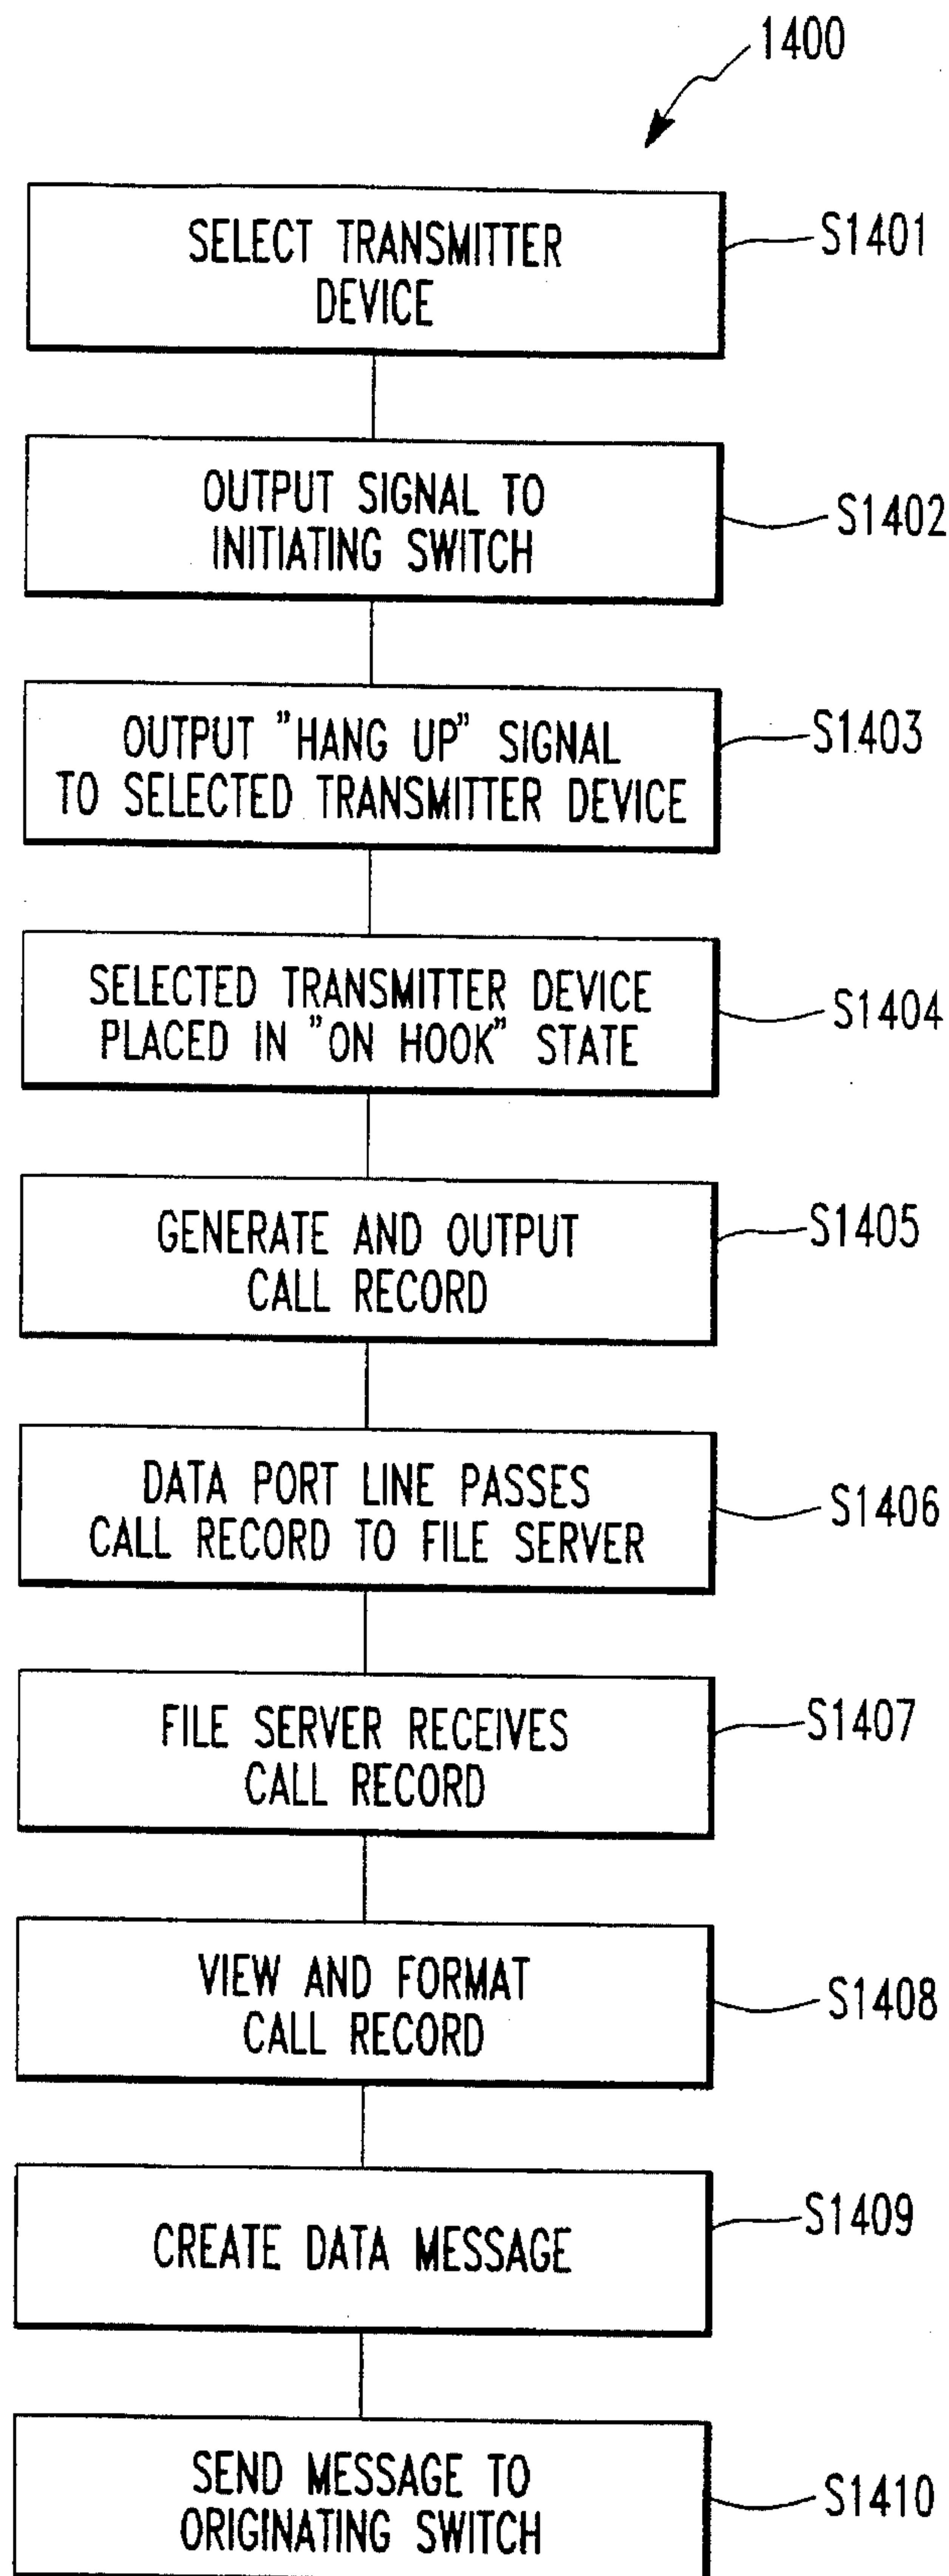 1400
SELECT TRANSMITTER
DEVICE
S1401
OUTPUT SIGNAL TO
INITIATING SWITCH
S1402
OUTPUT "HANG UP" SIGNAL
TO SELECTED TRANSMITTER DEVICE
S1403
SELECTED TRANSMITTER DEVICE
PLACED IN "ON HOOK" STATE
S1404
GENERATE AND OUTPUT
CALL RECORD
S1405
DATA PORT LINE PASSES
CALL RECORD TO FILE SERVER
S1406
FILE SERVER RECEIVES
CALL RECORD
S1407
VIEW AND FORMAT
CALL RECORD
S1408
CREATE DATA MESSAGE
S1409
SEND MESSAGE TO
ORIGINATING SWITCH
S1410